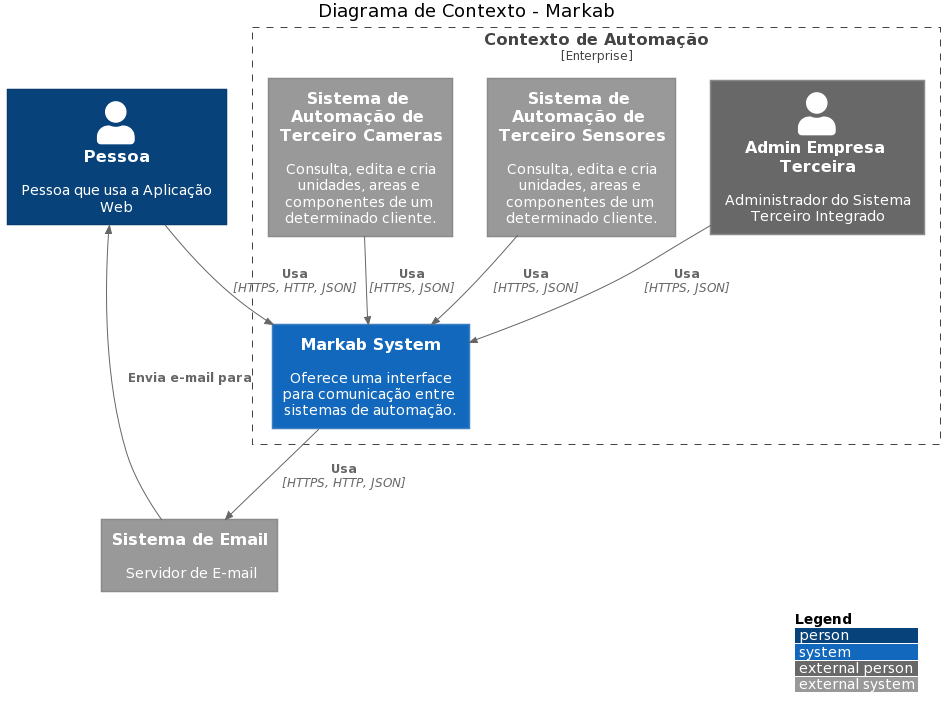 Diagrama de Contexto - Markab
Contexto de Automação
[Enterprise]
Pessoa
Pessoa que usa a Aplicação
Web
Sistema de
Automação de
Terceiro Cameras
Consulta, edita e cria
unidades, areas e
componentes de um
determinado cliente.
Sistema de
Automação de
Terceiro Sensores
Consulta, edita e cria
unidades, areas e
componentes de um
determinado cliente.
Admin Empresa
Terceira
Administrador do Sistema
Terceiro Integrado
Usa
[HTTPS, HTTP, JSON]
Usa
[HTTPS, JSON]
Usa
[HTTPS, JSON]
Usa
[HTTPS, JSON]
Markab System
Oferece uma interface
para comunicação entre
sistemas de automação.
Envia e-mail para
Usa
[HTTPS, HTTP, JSON]
Sistema de Email
Servidor de E-mail
Legend
person
system
external person
external system